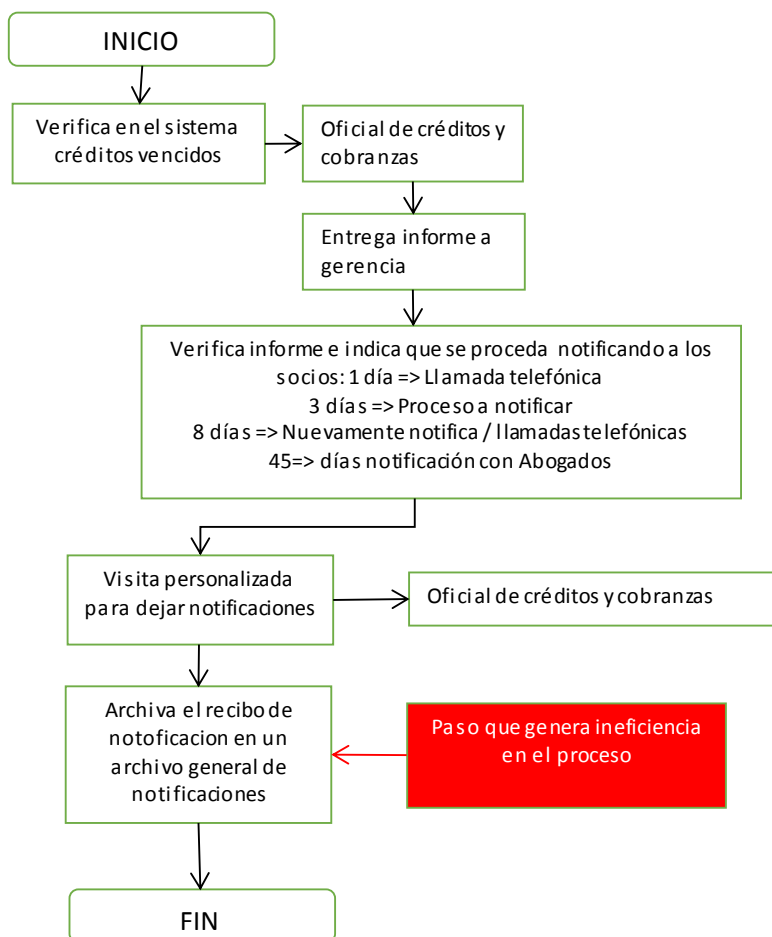 INICIO
Verifica en el sistema
créditos vencidos
Oficial de créditos y
cobranzas
Entrega informe a
gerencia
Verifica informe e indica que se proceda notificando a los
socios: 1 día => Llamada telefónica
3 días => Proceso a notificar
8 días => Nuevamente notifica / llamadas telefónicas
45=> días notificación con Abogados
Visita personalizada
para dejar notificaciones
Oficial de créditos y cobranzas
Archiva el recibo de
notoficacion en un
archivo general de
notificaciones
Paso que genera ineficiencia
en el proceso
FIN